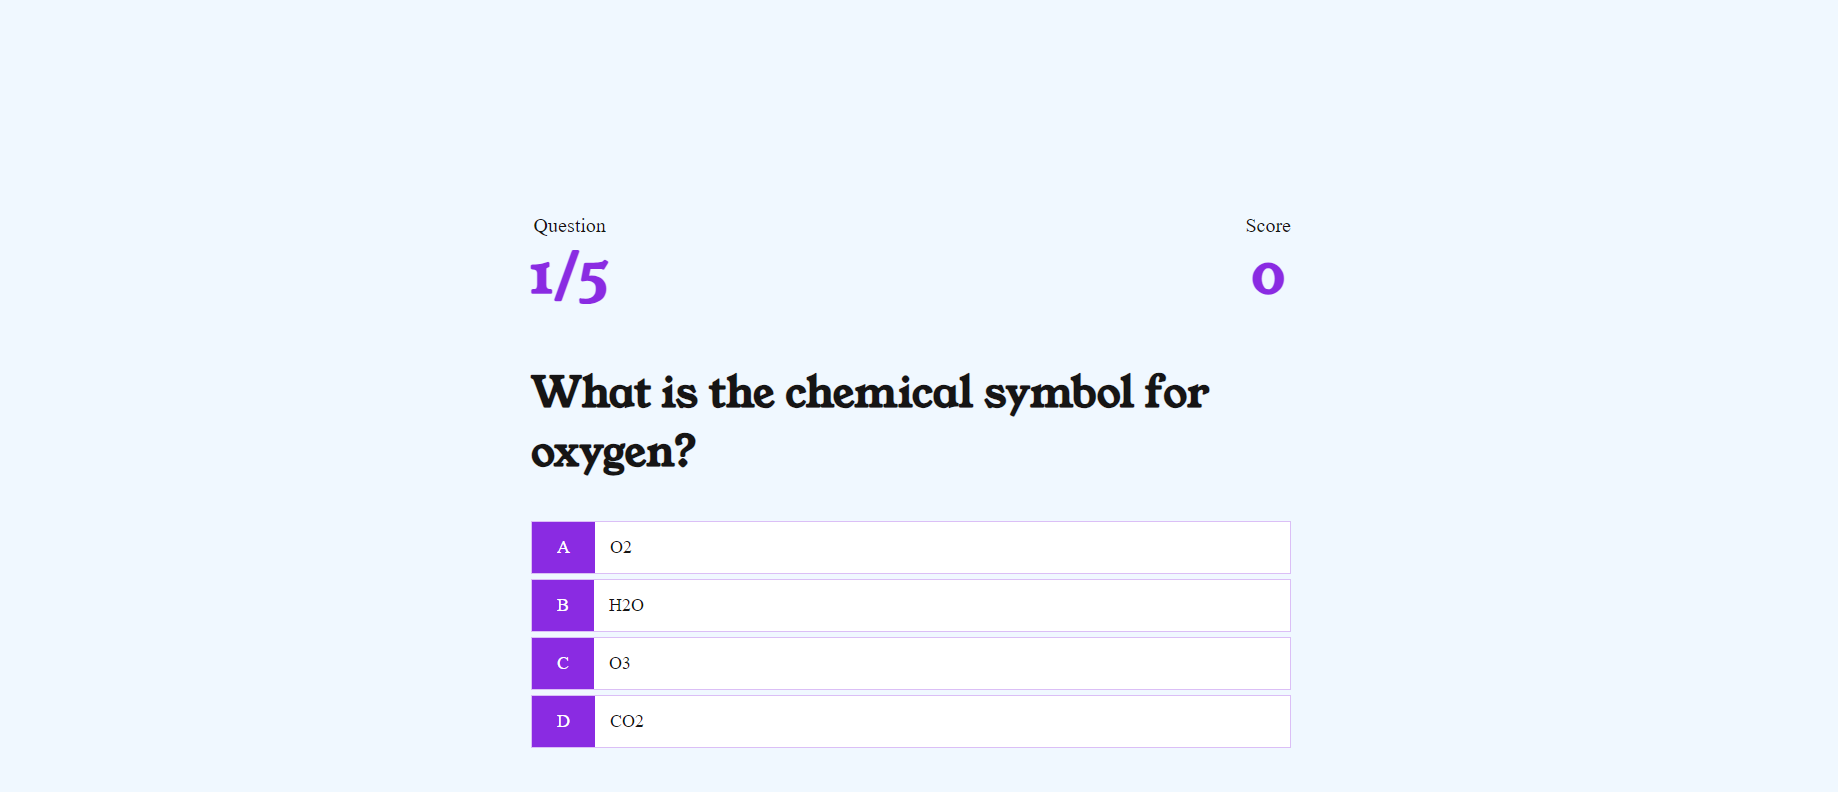 Question
Score
1/5
0
What is the chemical symbol for
oxygen?
A
O2
B
H2O
C
O3
D
CO2